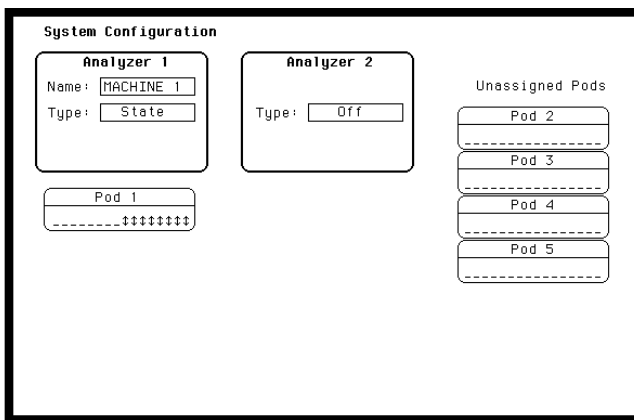 System Configuration
Analyzer 1
Name: MACHINE 1
Type: State
Analyzer 2
Type: Off
Unassigned Pods
Pod 2
----------------
Pod 3
----------------
Pod 4
----------------
Pod 5
----------------
Pod 1
--------↕↕↕↕↕↕↕↕